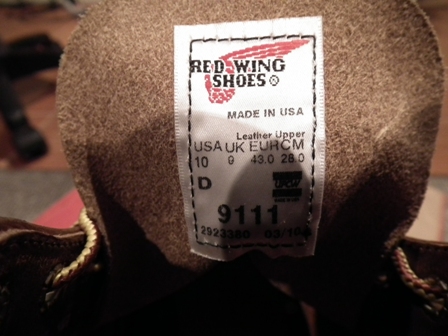 RED WING
SHOES®
MADE IN USA
Leather Upper
USA UK EUR CM
10 9 43.0 28.0
D
9111
2923380